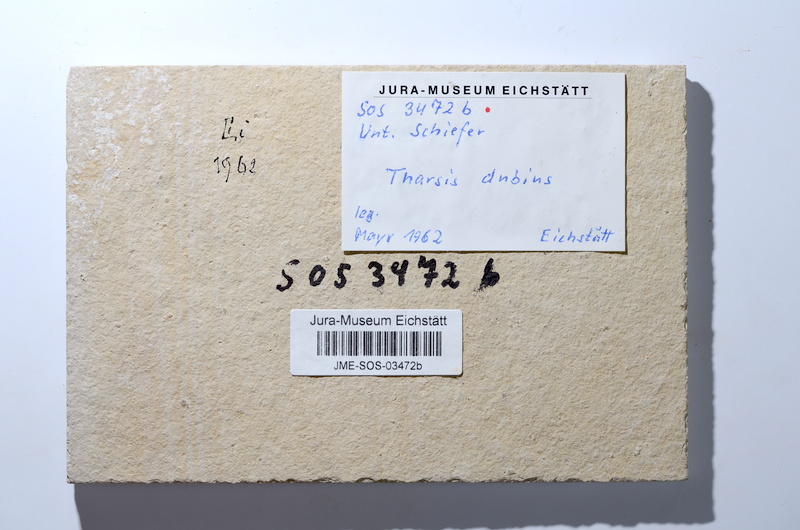 JURA-MUSEUM EICHSTÄTT
SOS 3472 b
Unt. Schiefer
Tharsis dubius
leg.
Mayr 1962 Eichstätt
Ei
1962
SOS 3472 b
Jura-Museum Eichstätt
JME-SOS-03472b